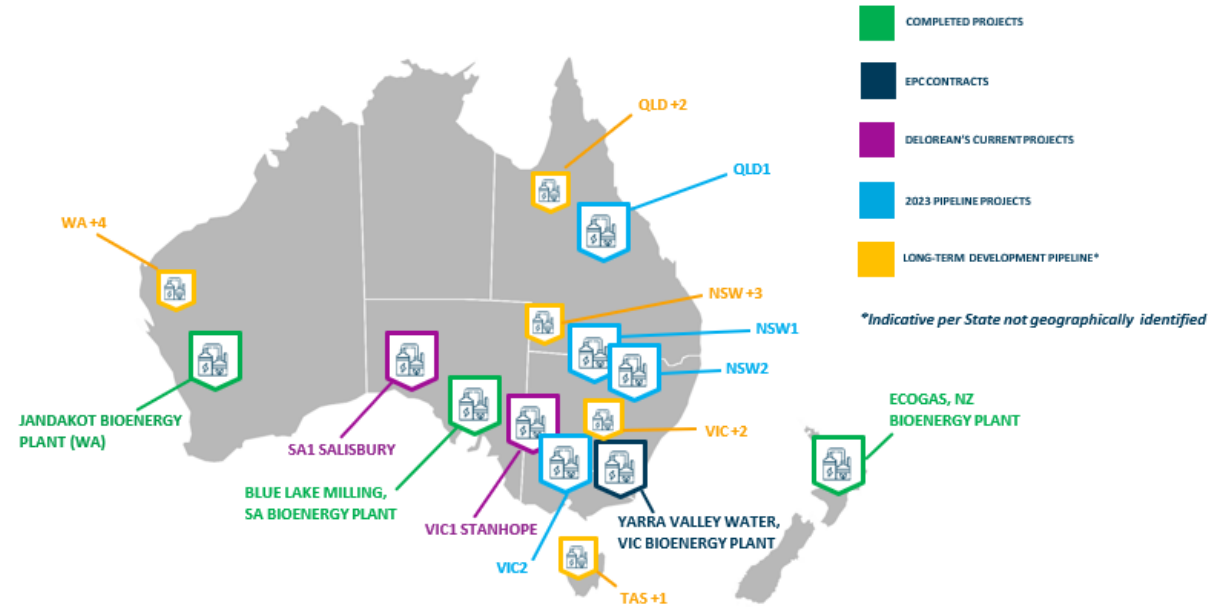 COMPLETED PROJECTS
EPC CONTRACTS
DELOREAN'S CURRENT PROJECTS
2023 PIPELINE PROJECTS
LONG-TERM DEVELOPMENT PIPELINE*
*Indicative per State not geographically identified
QLD +2
QLD1
WA +4
NSW +3
NSW1
NSW2
JANDAKOT BIOENERGY
PLANT (WA)
SA1 SALISBURY
BLUE LAKE MILLING,
SA BIOENERGY PLANT
VIC1 STANHOPE
VIC2
VIC +2
YARRA VALLEY WATER,
VIC BIOENERGY PLANT
TAS +1
ECOGAS, NZ
BIOENERGY PLANT